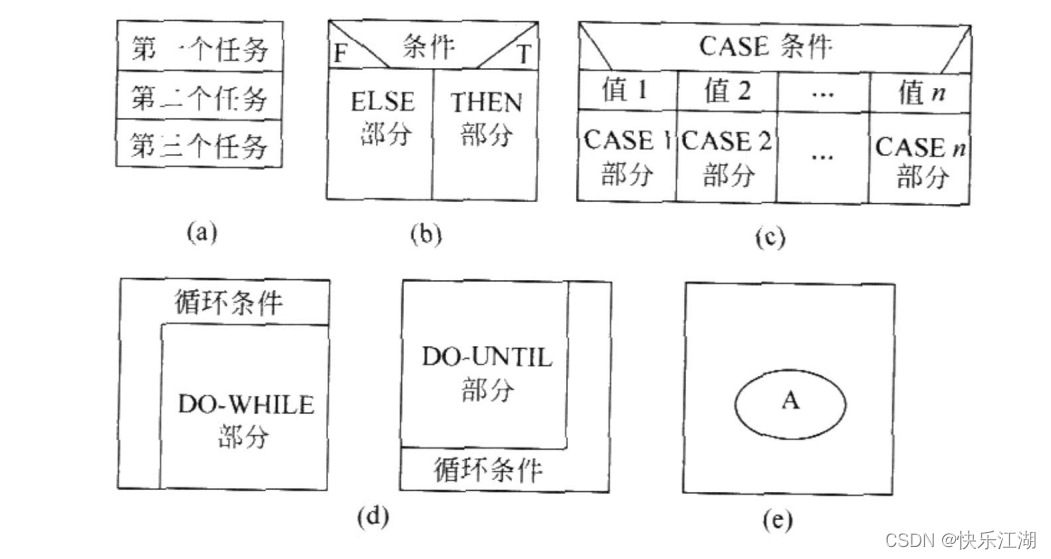 第一个任务
第二个任务
第三个任务
(a)
F 条件 T
ELSE THEN
部分 部分
(b)
CASE 条件
值 1 值 2 … 值 n
CASE 1 CASE 2 … CASE n
部分 部分 部分
(c)
循环条件
DO-WHILE
部分
DO-UNTIL
部分
循环条件
(d)
A
(e)
CSDN @快乐江湖